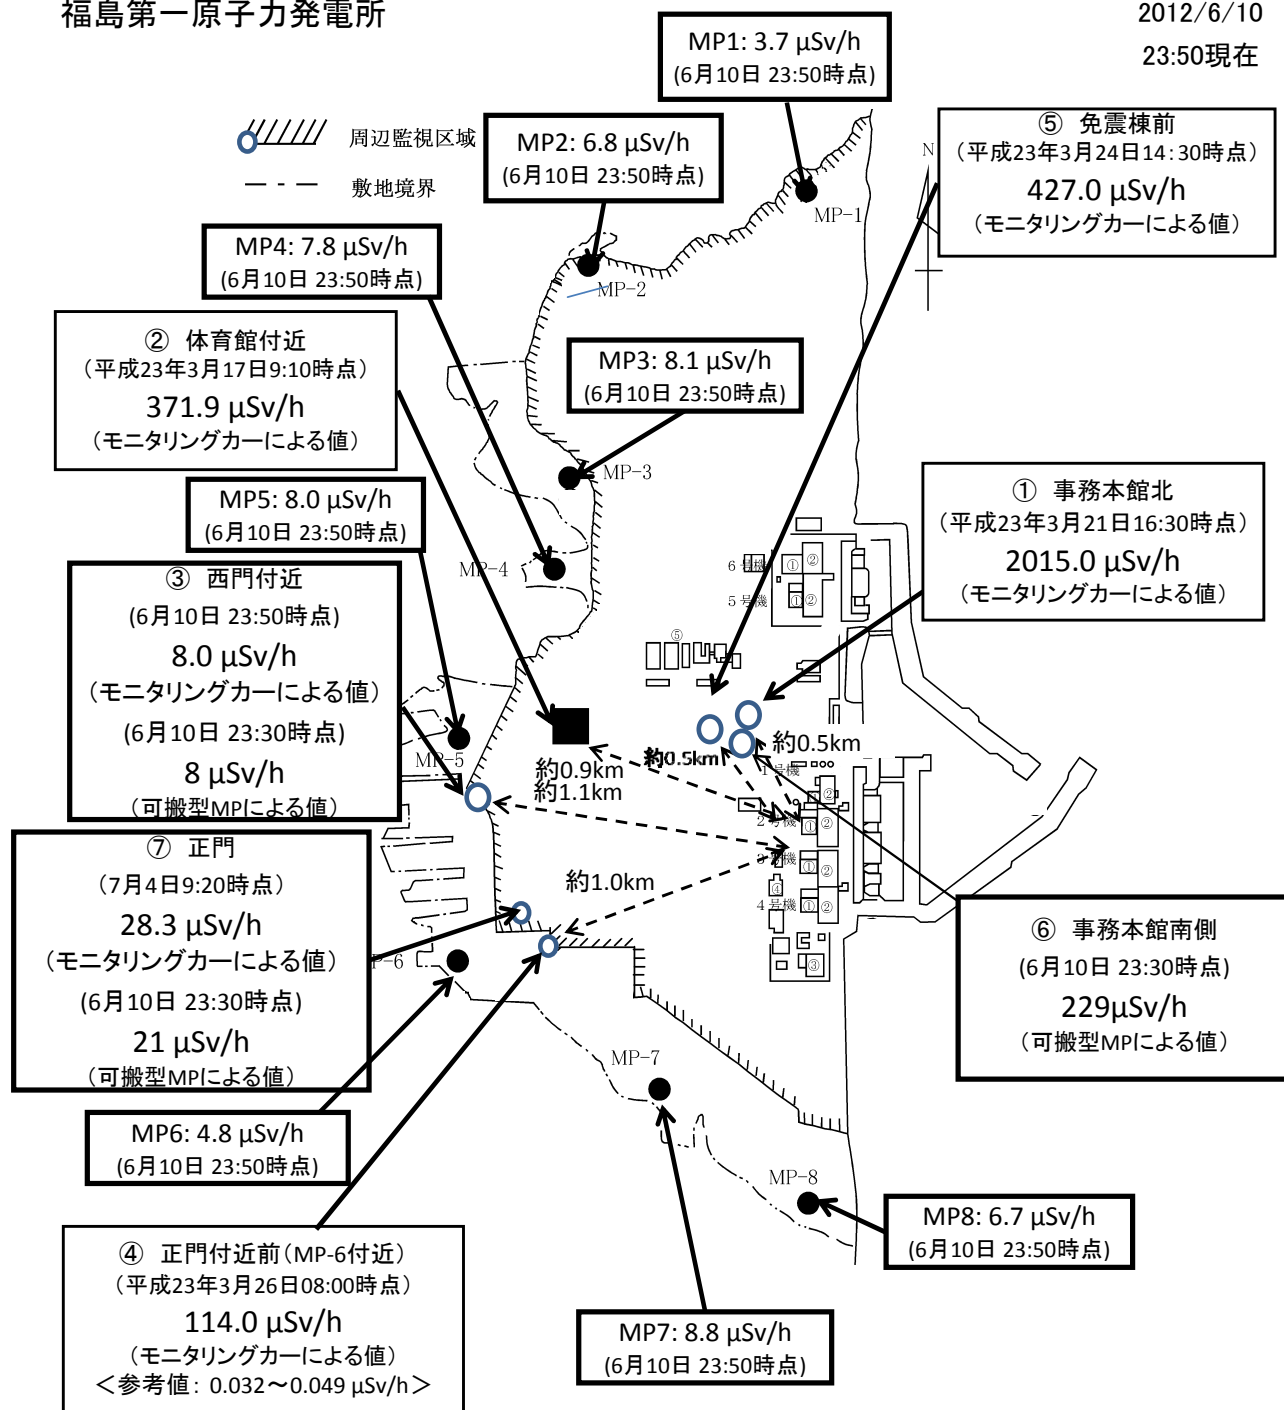 福島第一原子力発電所
2012/6/10
23:50現在
周辺監視区域
敷地境界
MP1: 3.7 μSv/h
(6月10日 23:50時点)
MP2: 6.8 μSv/h
(6月10日 23:50時点)
⑤ 免震棟前
(平成23年3月24日14:30時点)
427.0 μSv/h
(モニタリングカーによる値)
N
MP-1
MP4: 7.8 μSv/h
(6月10日 23:50時点)
MP-2
② 体育館付近
(平成23年3月17日9:10時点)
371.9 μSv/h
(モニタリングカーによる値)
MP3: 8.1 μSv/h
(6月10日 23:50時点)
MP-3
MP5: 8.0 μSv/h
(6月10日 23:50時点)
① 事務本館北
(平成23年3月21日16:30時点)
2015.0 μSv/h
(モニタリングカーによる値)
MP-4
6号機
① ②
5号機
① ②
③ 西門付近
(6月10日 23:50時点)
8.0 μSv/h
(モニタリングカーによる値)
(6月10日 23:30時点)
8 μSv/h
(可搬型MPによる値)
⑤
MP-5
約0.9km
約1.1km
約0.5km
約0.5km
1号機
① ②
2号機
① ②
3号機
① ②
④
4号機
① ②
③
約1.0km
⑦ 正門
(7月4日9:20時点)
28.3 μSv/h
(モニタリングカーによる値)
(6月10日 23:30時点)
21 μSv/h
(可搬型MPによる値)
P-6
⑥ 事務本館南側
(6月10日 23:30時点)
229μSv/h
(可搬型MPによる値)
MP-7
MP6: 4.8 μSv/h
(6月10日 23:50時点)
MP-8
MP8: 6.7 μSv/h
(6月10日 23:50時点)
④ 正門付近前(MP-6付近)
(平成23年3月26日08:00時点)
114.0 μSv/h
(モニタリングカーによる値)
<参考値: 0.032~0.049 μSv/h>
MP7: 8.8 μSv/h
(6月10日 23:50時点)